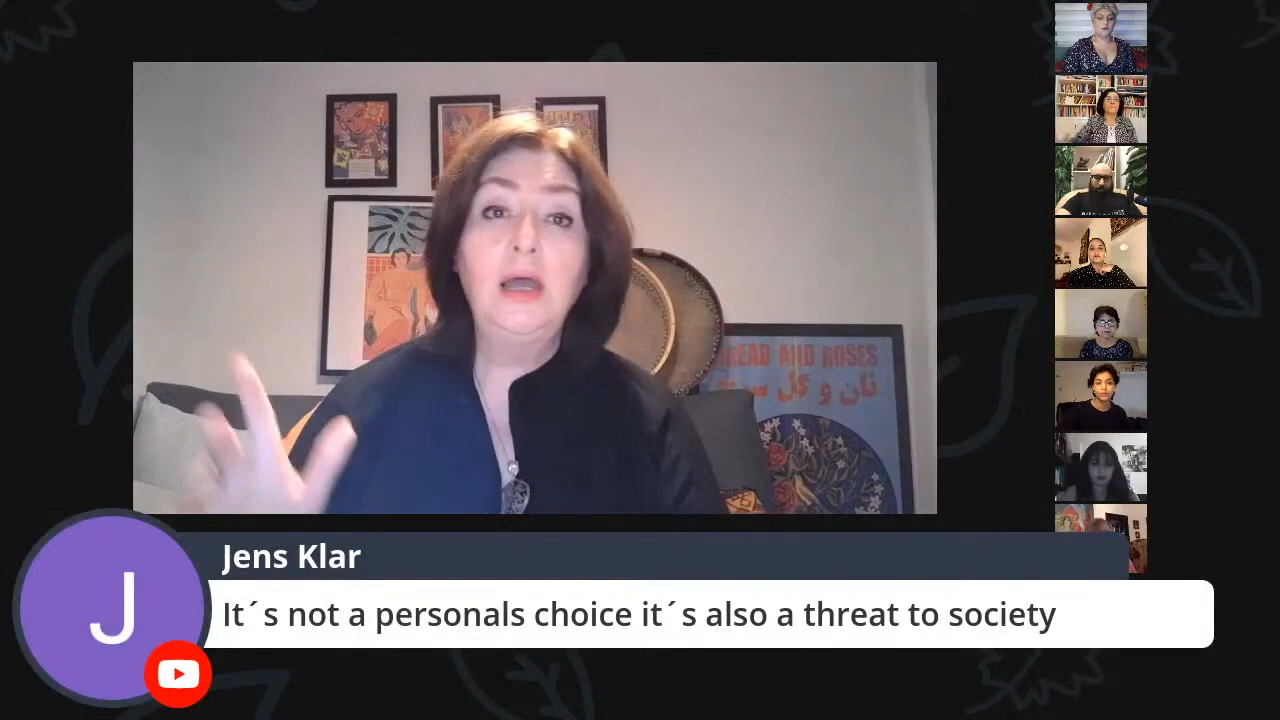 BREAD AND ROSES
نان و گل سرخ
Jens Klar
J
It´s not a personals choice it´s also a threat to society